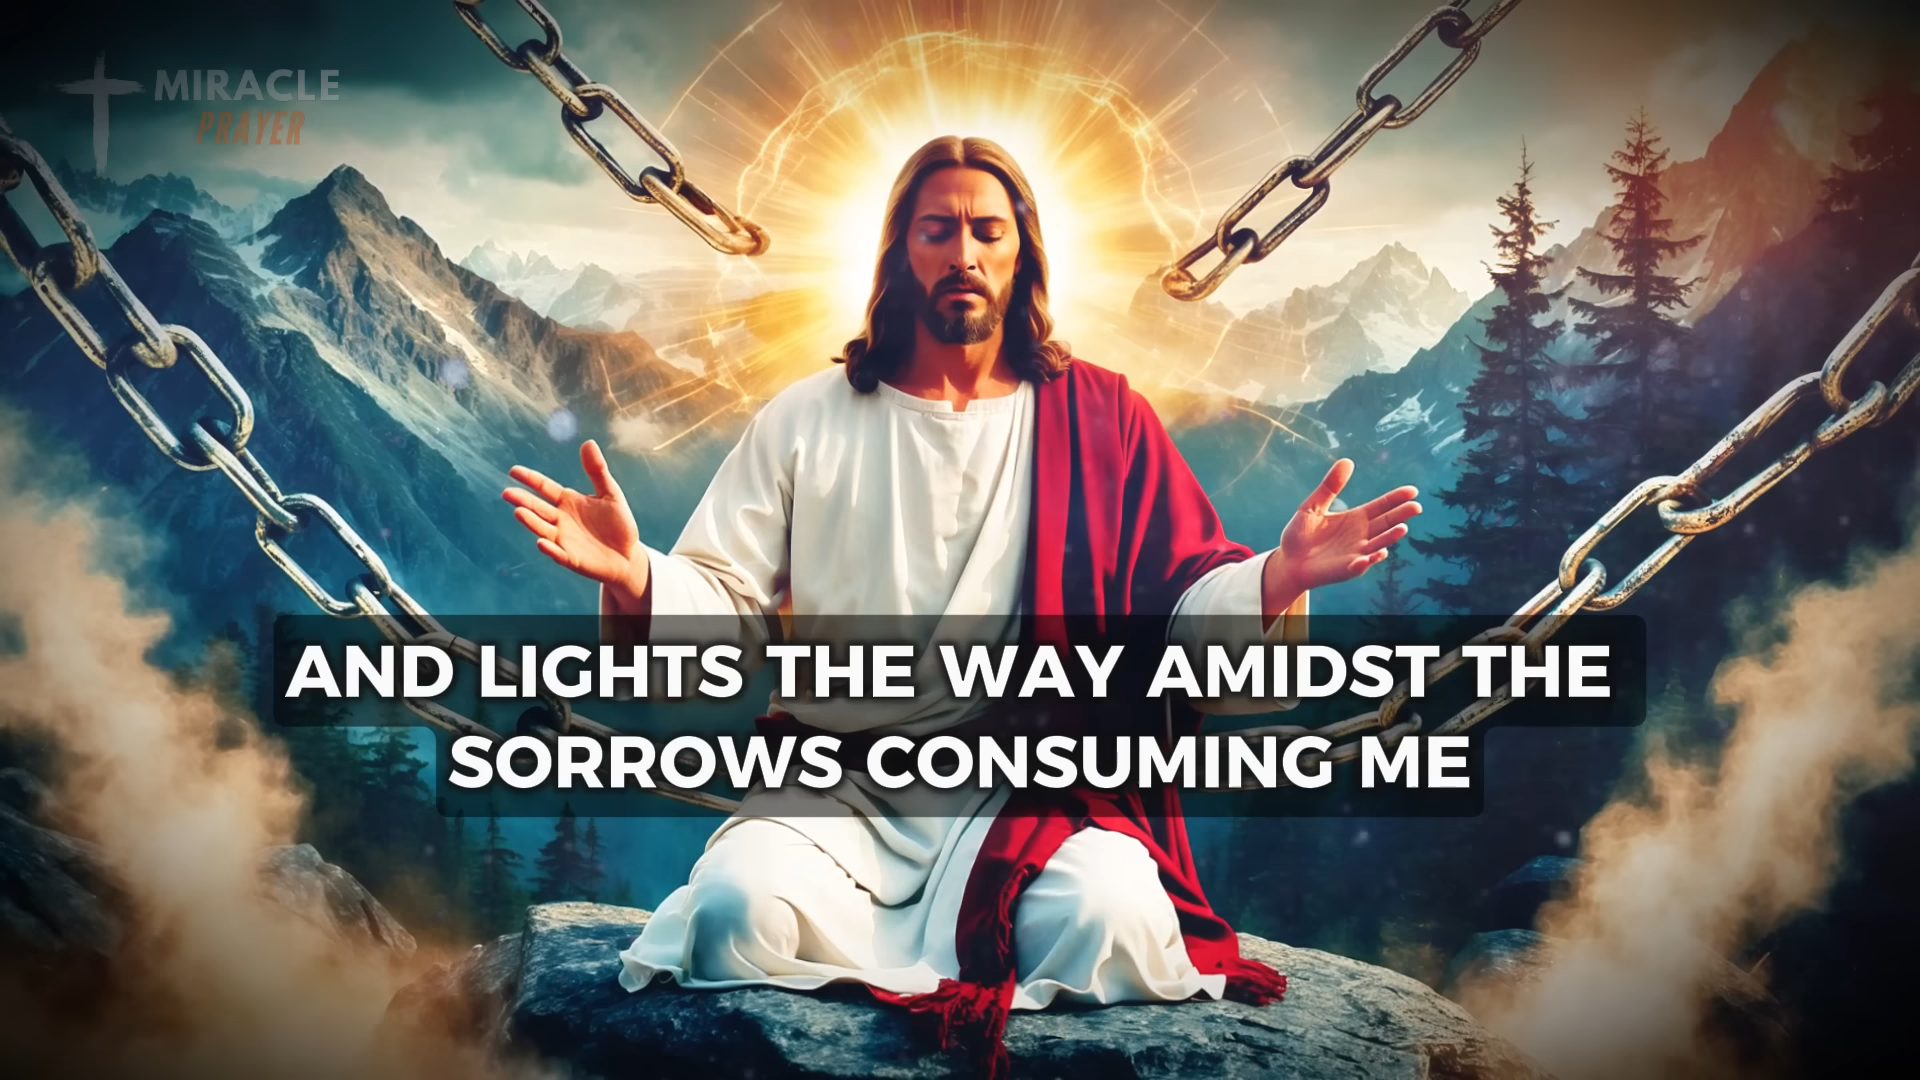 MIRACLE
PRAYER
AND LIGHTS THE WAY AMIDST THE
SORROWS CONSUMING ME